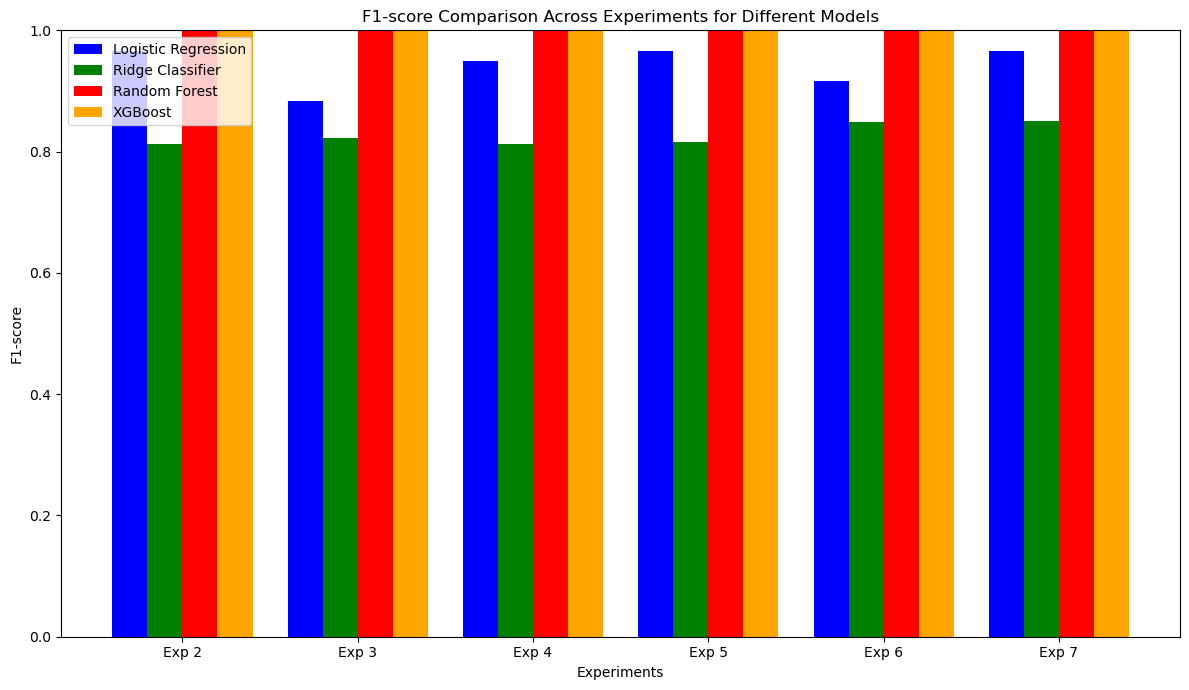 F1-score Comparison Across Experiments for Different Models
Logistic Regression
Ridge Classifier
Random Forest
XGBoost
F1-score
1.0
0.8
0.6
0.4
0.2
0.0
Exp 2 Exp 3 Exp 4 Exp 5 Exp 6 Exp 7
Experiments